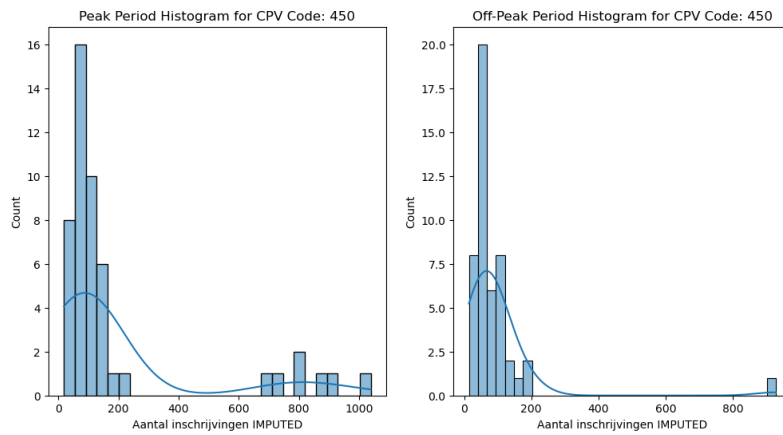 Peak Period Histogram for CPV Code: 450
16
14
12
10
8
6
4
2
0
Count
0 200 400 600 800 1000
Aantal inschrijvingen IMPUTED
Off-Peak Period Histogram for CPV Code: 450
20.0
17.5
15.0
12.5
10.0
7.5
5.0
2.5
0.0
Count
0 200 400 600 800
Aantal inschrijvingen IMPUTED